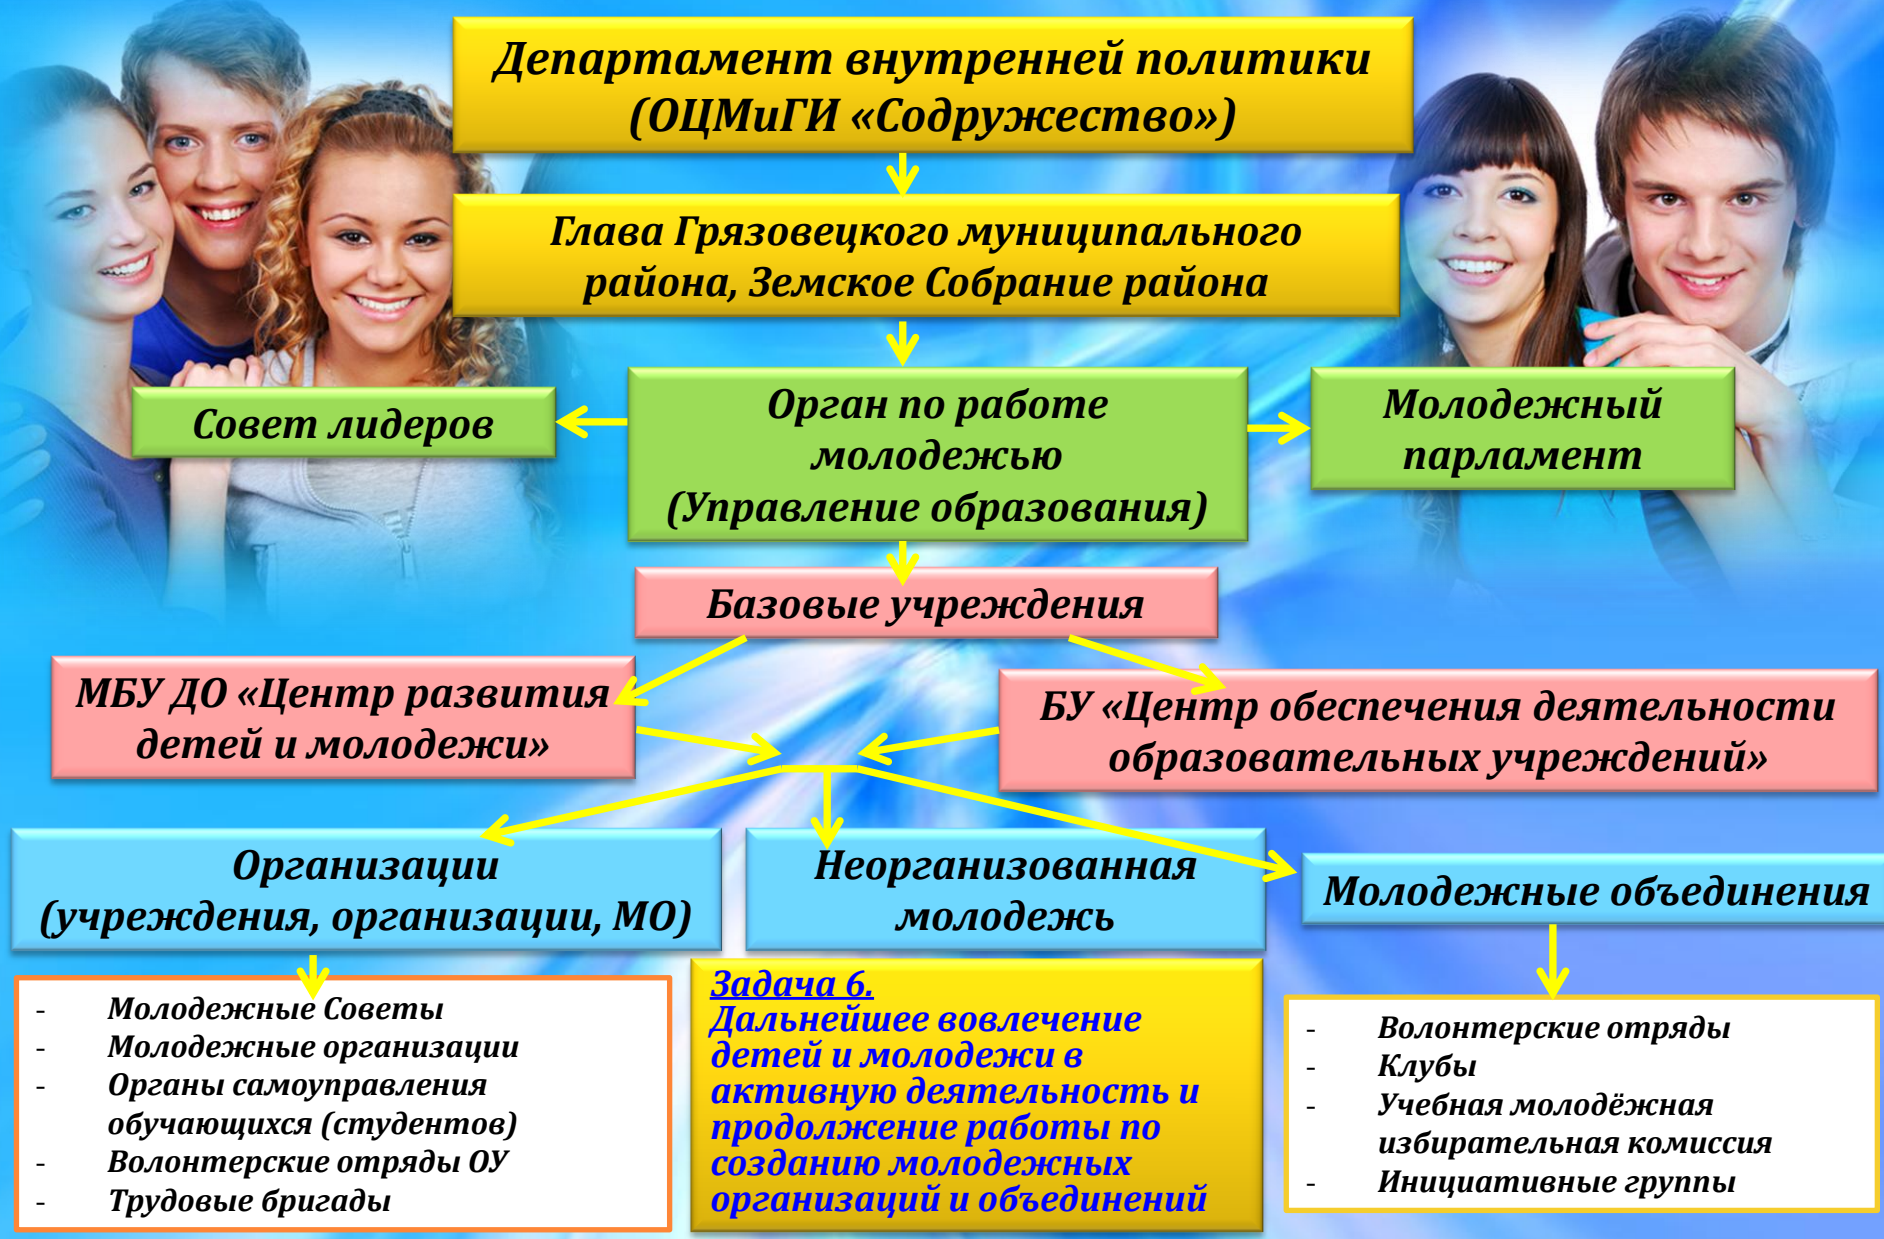 Департамент внутренней политики
(ОЦМиГИ «Содружество»)
Глава Грязовецкого муниципального
района, Земское Собрание района
Совет лидеров
Орган по работе
молодежью
(Управление образования)
Молодежный
парламент
Базовые учреждения
МБУ ДО «Центр развития
детей и молодежи»
БУ «Центр обеспечения деятельности
образовательных учреждений»
Организации
(учреждения, организации, МО)
Неорганизованная
молодежь
Молодежные объединения
- Молодежные Советы
- Молодежные организации
- Органы самоуправления
обучающихся (студентов)
- Волонтерские отряды ОУ
- Трудовые бригады
Задача 6.
Дальнейшее вовлечение
детей и молодежи в
активную деятельность и
продолжение работы по
созданию молодежных
организаций и объединений
- Волонтерские отряды
- Клубы
- Учебная молодёжная
избирательная комиссия
- Инициативные группы